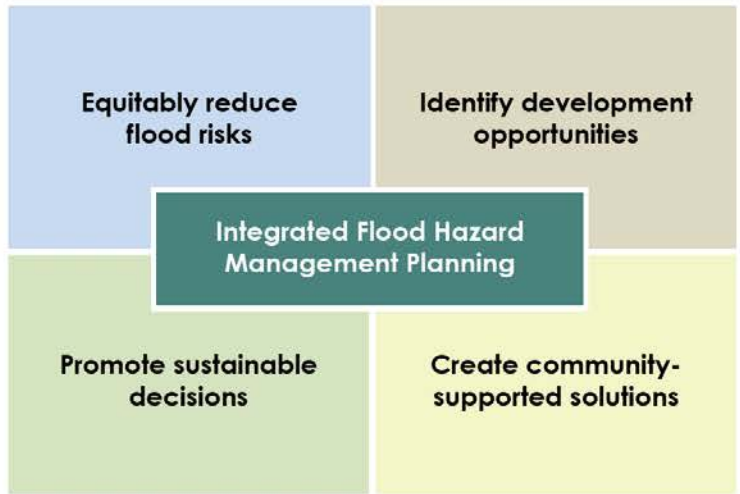 Equitably reduce
flood risks
Identify development
opportunities
Integrated Flood Hazard
Management Planning
Promote sustainable
decisions
Create community-
supported solutions